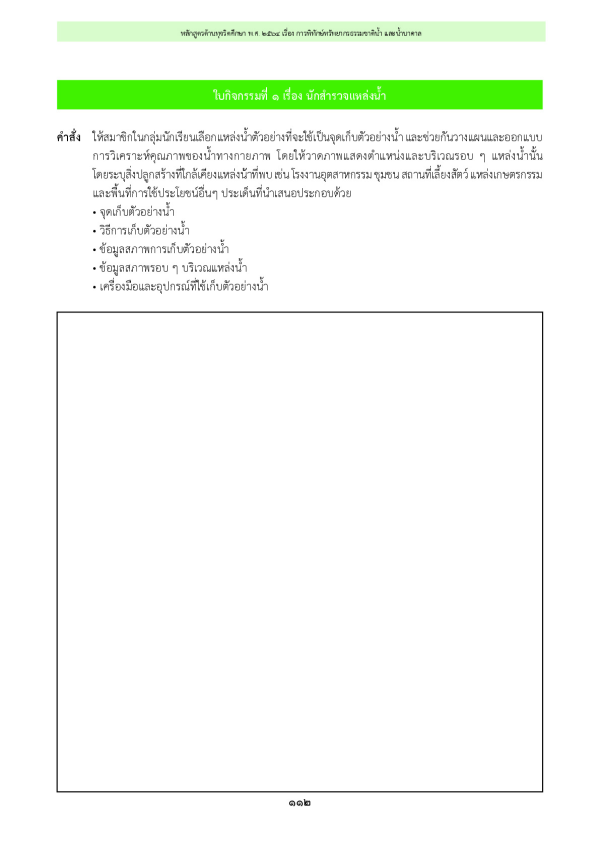 หลักสูตรต้านทุจริตศึกษา พ.ศ. ๒๕๖๔ เรื่อง การพิทักษ์ทรัพยากรธรรมชาติน้ำ และน้ำบาดาล
ใบกิจกรรมที่ ๑ เรื่อง นักสำรวจแหล่งน้ำ
คำสั่ง ให้สมาชิกในกลุ่มนักเรียนเลือกแหล่งน้ำตัวอย่างที่จะใช้เป็นจุดเก็บตัวอย่างน้ำ และช่วยกันวางแผนและออกแบบ
การวิเคราะห์คุณภาพของน้ำทางกายภาพ โดยให้วาดภาพแสดงตำแหน่งและบริเวณรอบ ๆ แหล่งน้ำนั้น
โดยระบุสิ่งปลูกสร้างที่ใกล้เคียงแหล่งน้ำที่พบ เช่น โรงงานอุตสาหกรรม ชุมชน สถานที่เลี้ยงสัตว์ แหล่งเกษตรกรรม
และพื้นที่การใช้ประโยชน์อื่นๆ ประเด็นที่นำเสนอประกอบด้วย
• จุดเก็บตัวอย่างน้ำ
• วิธีการเก็บตัวอย่างน้ำ
• ข้อมูลสภาพการเก็บตัวอย่างน้ำ
• ข้อมูลสภาพรอบ ๆ บริเวณแหล่งน้ำ
• เครื่องมือและอุปกรณ์ที่ใช้เก็บตัวอย่างน้ำ
๑๑๒